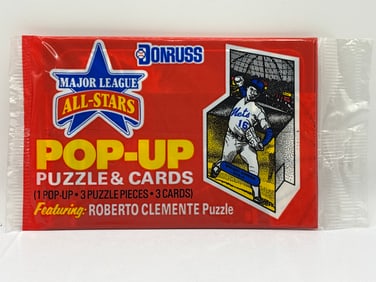 DONRUSS
MAJOR LEAGUE
ALL-STARS
Mets
16
POP-UP
PUZZLE & CARDS
(1 POP-UP • 3 PUZZLE PIECES • 3 CARDS)
Featuring: ROBERTO CLEMENTE Puzzle